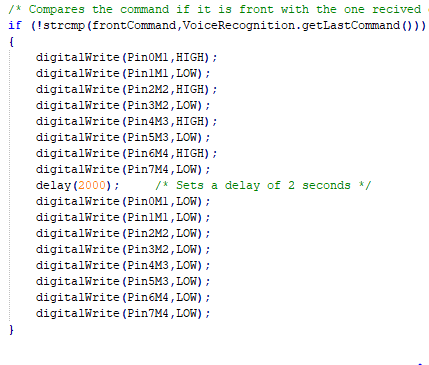 /* Compares the command if it is front with the one recived
if (!strcmp(frontCommand,VoiceRecognition.getLastCommand()))
{
digitalWrite(Pin0M1,HIGH);
digitalWrite(Pin1M1,LOW);
digitalWrite(Pin2M2,HIGH);
digitalWrite(Pin3M2,LOW);
digitalWrite(Pin4M3,HIGH);
digitalWrite(Pin5M3,LOW);
digitalWrite(Pin6M4,HIGH);
digitalWrite(Pin7M4,LOW);
delay(2000); /* Sets a delay of 2 seconds */
digitalWrite(Pin0M1,LOW);
digitalWrite(Pin1M1,LOW);
digitalWrite(Pin2M2,LOW);
digitalWrite(Pin3M2,LOW);
digitalWrite(Pin4M3,LOW);
digitalWrite(Pin5M3,LOW);
digitalWrite(Pin6M4,LOW);
digitalWrite(Pin7M4,LOW);
}